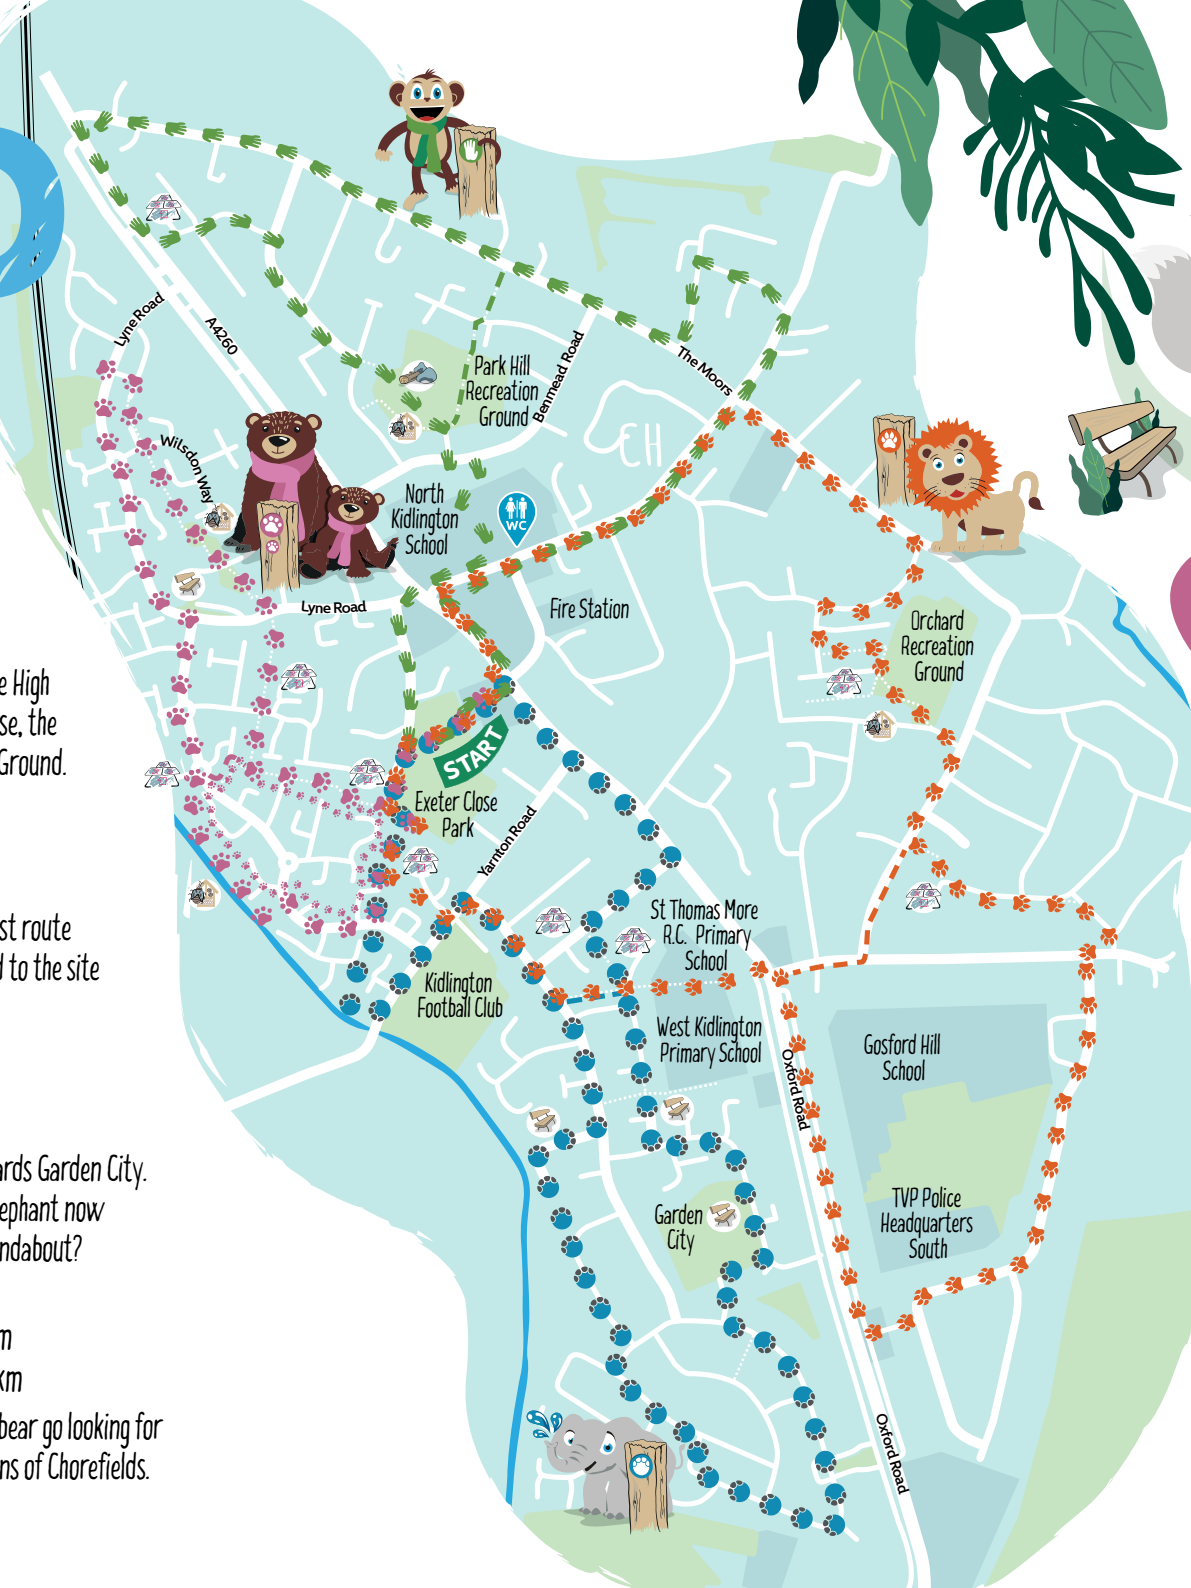 Lyne Road
A4260
Park Hill
Recreation
Ground
Benmead Road
The Moors
Wilsdon Way
North
Kidlington
School
WC
Lyne Road
Fire Station
Orchard
Recreation
Ground
e High
se, the
Ground.
START
Exeter Close
Park
Yarnton Road
st route
d to the site
St Thomas More
R.C. Primary
School
Kidlington
Football Club
West Kidlington
Primary School
Oxford Road
Gosford Hill
School
ards Garden City.
ephant now
ndabout?
Garden
City
TVP Police
Headquarters
South
m
km
bear go looking for
ns of Chorefields.
Oxford Road